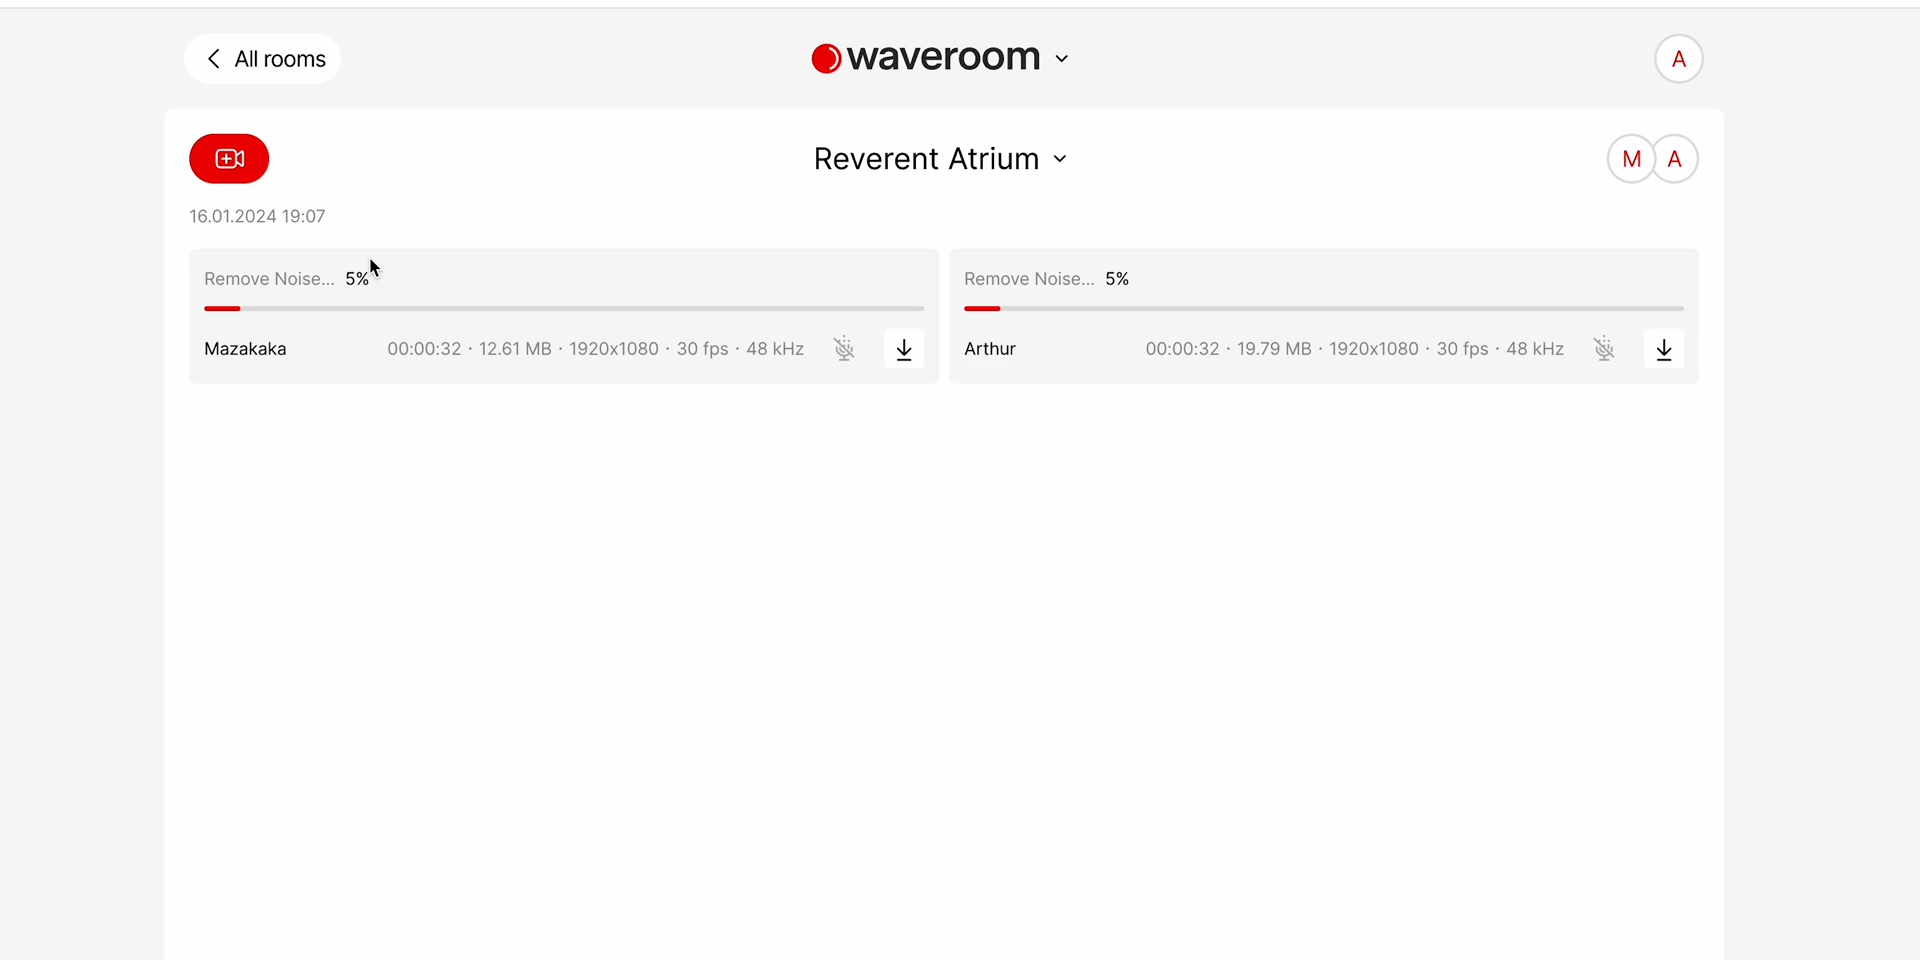 All rooms
waveroom
A
Reverent Atrium
M A
16.01.2024 19:07
Remove Noise... 5%
Mazakaka 00:00:32 · 12.61 MB · 1920x1080 · 30 fps · 48 kHz
Remove Noise... 5%
Arthur 00:00:32 · 19.79 MB · 1920x1080 · 30 fps · 48 kHz